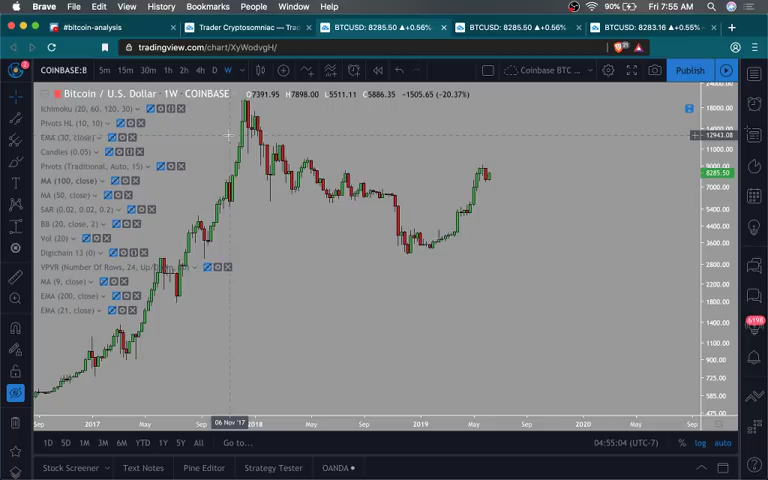 Brave File Edit View History Bookmarks People Window Help 90% Fri 7:55 AM
#bitcoin-analysis Trader Cryptosomniac — BTCUSD: 8285.50 ▲+0.56% BTCUSD: 8285.50 ▲+0.56% BTCUSD: 8283.16 ▲+0.55%
tradingview.com/chart/XyWodvgH/
COINBASE:B 5m 15m 30m 1h 2h 4h D W Coinbase BTC Publish
Bitcoin / U.S. Dollar 1W COINBASE O7391.95 H7898.00 L5511.11 C5886.35 -1505.65 (-20.37%)
Ichimoku (20, 60, 120, 30)
Pivots HL (10, 10)
EMA (30, close)
Candles (0.05)
Pivots (Traditional, Auto, 15)
MA (100, close)
MA (50, close)
SAR (0.02, 0.02, 0.2)
BB (20, close, 2)
Vol (20)
Digichain 13 (0)
VPVR (Number Of Rows, 24, Up/
MA (9, close)
EMA (200, close)
EMA (21, close)
24000.00
18000.00
14000.00
12943.08
9000.00
8285.50
7000.00
5400.00
4400.00
3600.00
2800.00
2200.00
1800.00
1400.00
1150.00
900.00
725.00
585.00
475.00
6198
Sep 2017 May Sep 06 Nov '17 2018 May Sep 2019 May Sep 2020 May Sep
1D 5D 1M 3M 6M YTD 1Y 5Y All Go to... 04:55:04 (UTC-7) % log auto
Stock Screener Text Notes Pine Editor Strategy Tester OANDA